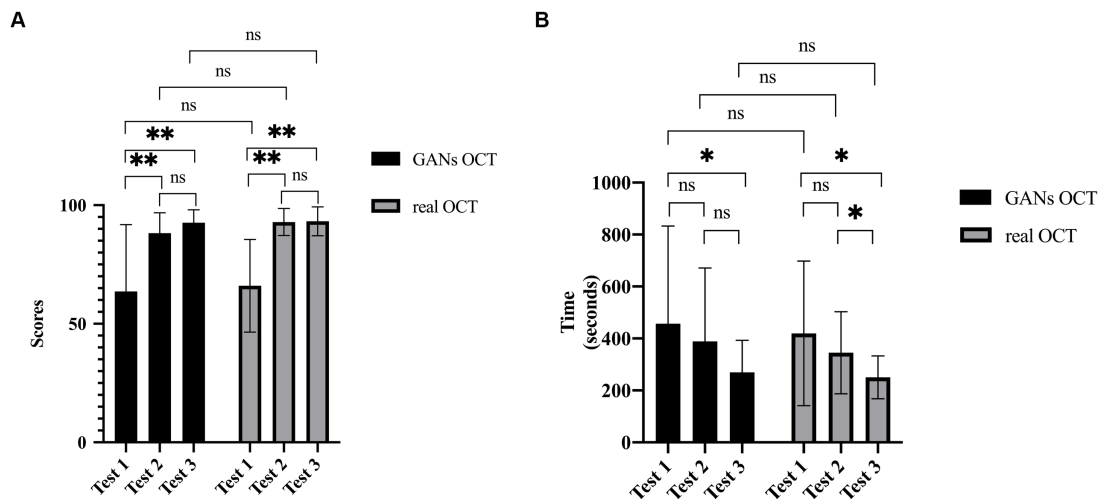 A
ns
ns
ns
** **
** **
ns ns
100
50
0
Scores
Test 1 Test 2 Test 3 Test 1 Test 2 Test 3
GANs OCT
real OCT
B
ns
ns
ns
* *
ns ns
ns *
1000
800
600
400
200
0
Time
(seconds)
Test 1 Test 2 Test 3 Test 1 Test 2 Test 3
GANs OCT
real OCT